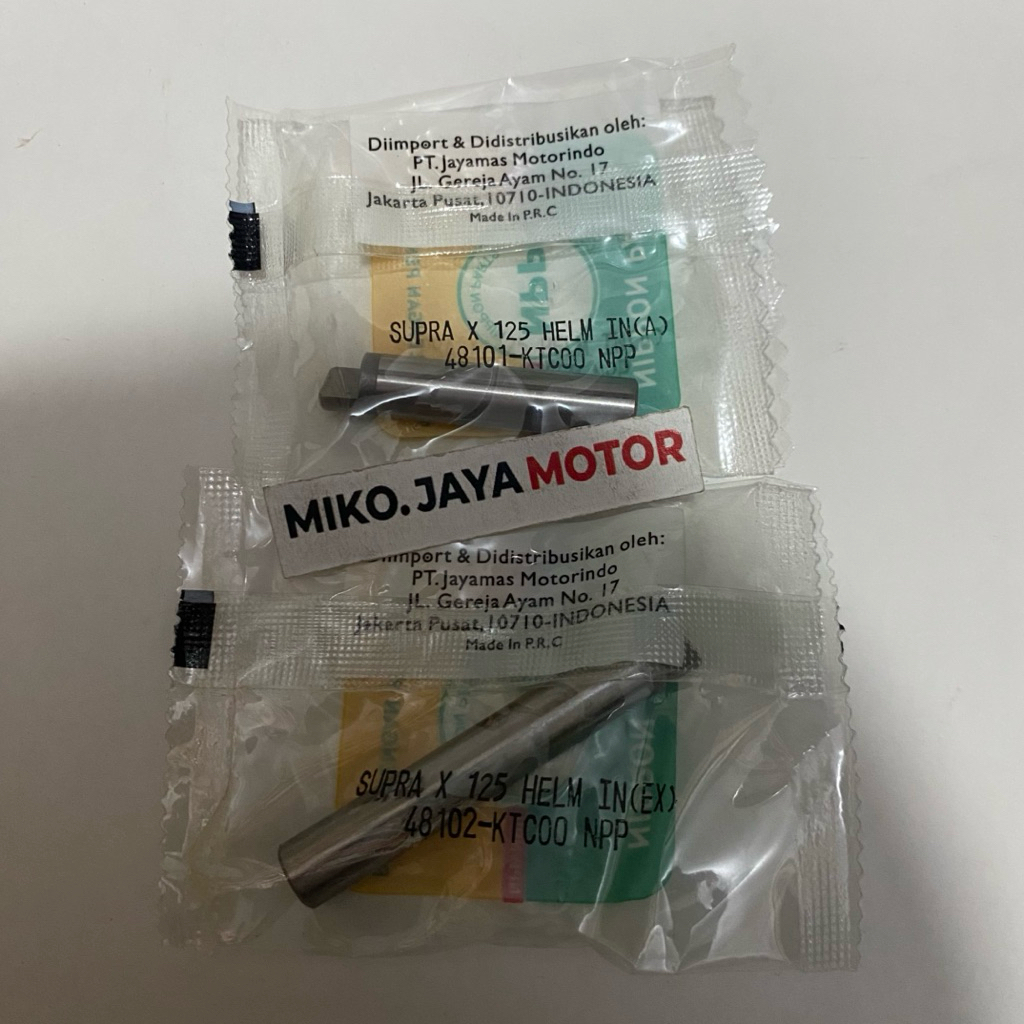 Diimport & Didistribusikan oleh:
PT. Jayamas Motorindo
JL. Gereja Ayam No. 17
Jakarta Pusat, 10710-INDONESIA
Made In P.R.C
NIPPON P
SUPRA X 125 HELM IN(A)
48101-KTC00 NPP
MIKO.JAYA MOTOR
Diimport & Didistribusikan oleh:
PT. Jayamas Motorindo
JL. Gereja Ayam No. 17
Jakarta Pusat, 10710-INDONESIA
Made In P.R.C
SUPRA X 125 HELM IN(EX)
48102-KTC00 NPP